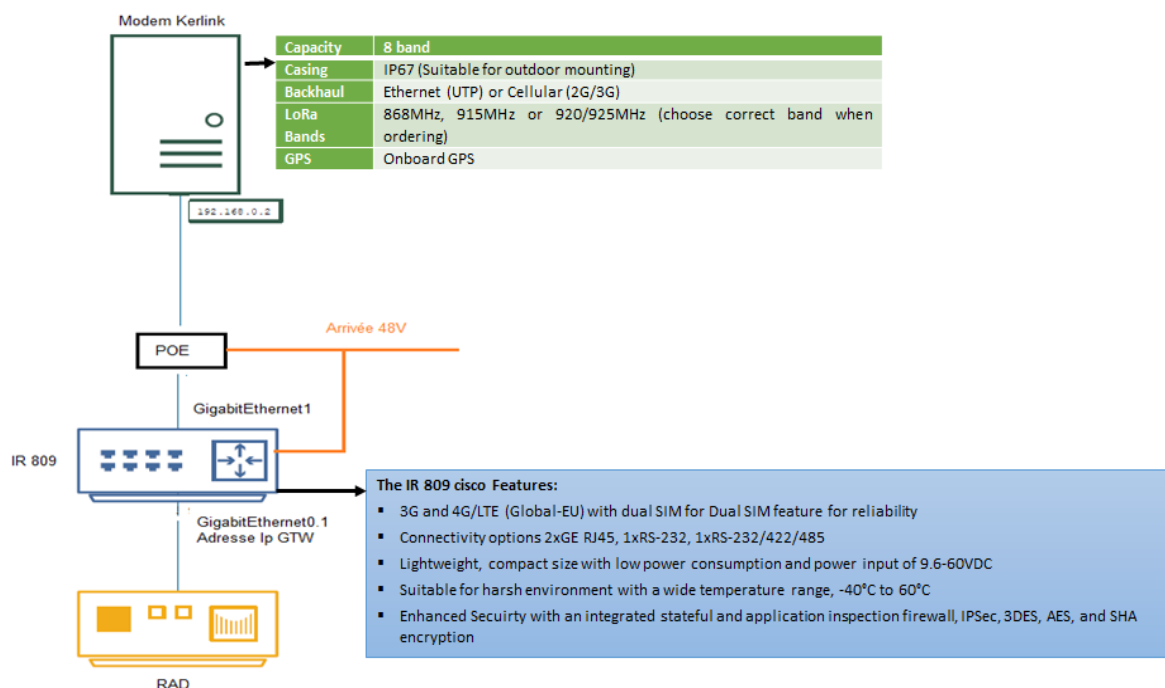 Modem Kerlink
Capacity 8 band
Casing IP67 (Suitable for outdoor mounting)
Backhaul Ethernet (UTP) or Cellular (2G/3G)
LoRa 868MHz, 915MHz or 920/925MHz (choose correct band when
Bands ordering)
GPS Onboard GPS
192.168.0.2
Arrivée 48V
POE
GigabitEthernet1
IR 809
The IR 809 cisco Features:
▪ 3G and 4G/LTE (Global-EU) with dual SIM for Dual SIM feature for reliability
▪ Connectivity options 2xGE RJ45, 1xRS-232, 1xRS-232/422/485
▪ Lightweight, compact size with low power consumption and power input of 9.6-60VDC
▪ Suitable for harsh environment with a wide temperature range, -40°C to 60°C
▪ Enhanced Secuirty with an integrated stateful and application inspection firewall, IPSec, 3DES, AES, and SHA
encryption
GigabitEthernet0.1
Adresse Ip GTW
RAD